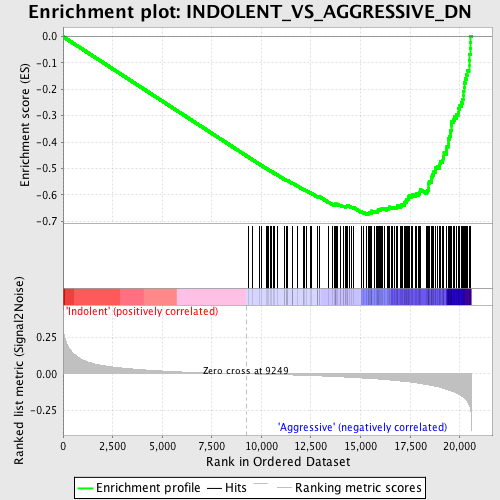 Enrichment plot: INDOLENT_VS_AGGRESSIVE_DN
Enrichment score (ES)
0.0
-0.1
-0.2
-0.3
-0.4
-0.5
-0.6
-0.7
'Indolent' (positively correlated)
Ranked list metric (Signal2Noise)
0.25
0.00
-0.25
Zero cross at 9249
'Aggressive' (negatively correlated)
0 2,500 5,000 7,500 10,000 12,500 15,000 17,500 20,000
Rank in Ordered Dataset
Enrichment profile Hits Ranking metric scores